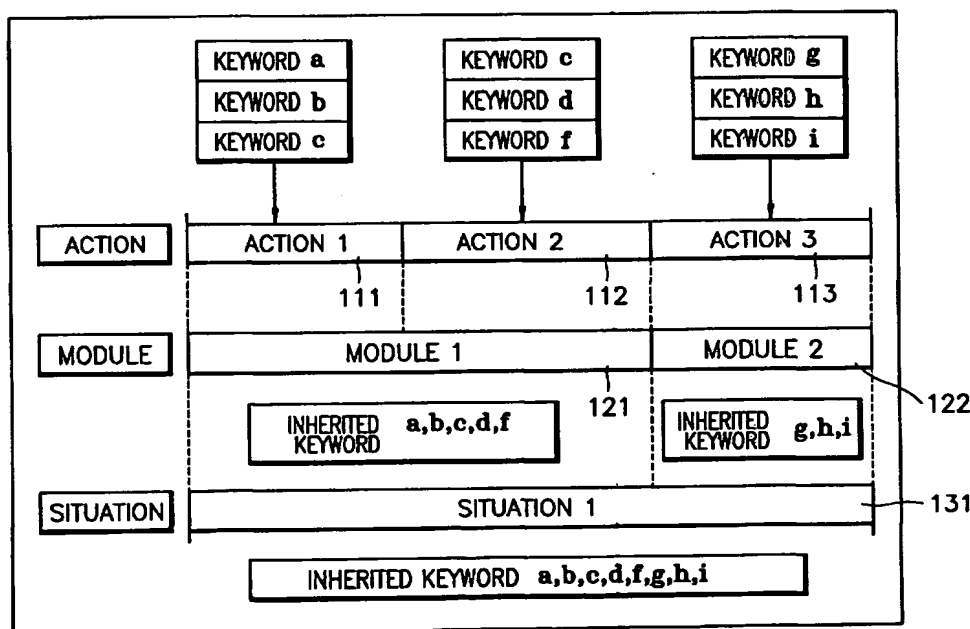 KEYWORD a
KEYWORD b
KEYWORD c
KEYWORD c
KEYWORD d
KEYWORD f
KEYWORD g
KEYWORD h
KEYWORD i
ACTION
ACTION 1
ACTION 2
ACTION 3
111
112
113
MODULE
MODULE 1
MODULE 2
121
122
INHERITED
KEYWORD
a,b,c,d,f
INHERITED
KEYWORD
g,h,i
SITUATION
SITUATION 1
131
INHERITED KEYWORD a,b,c,d,f,g,h,i